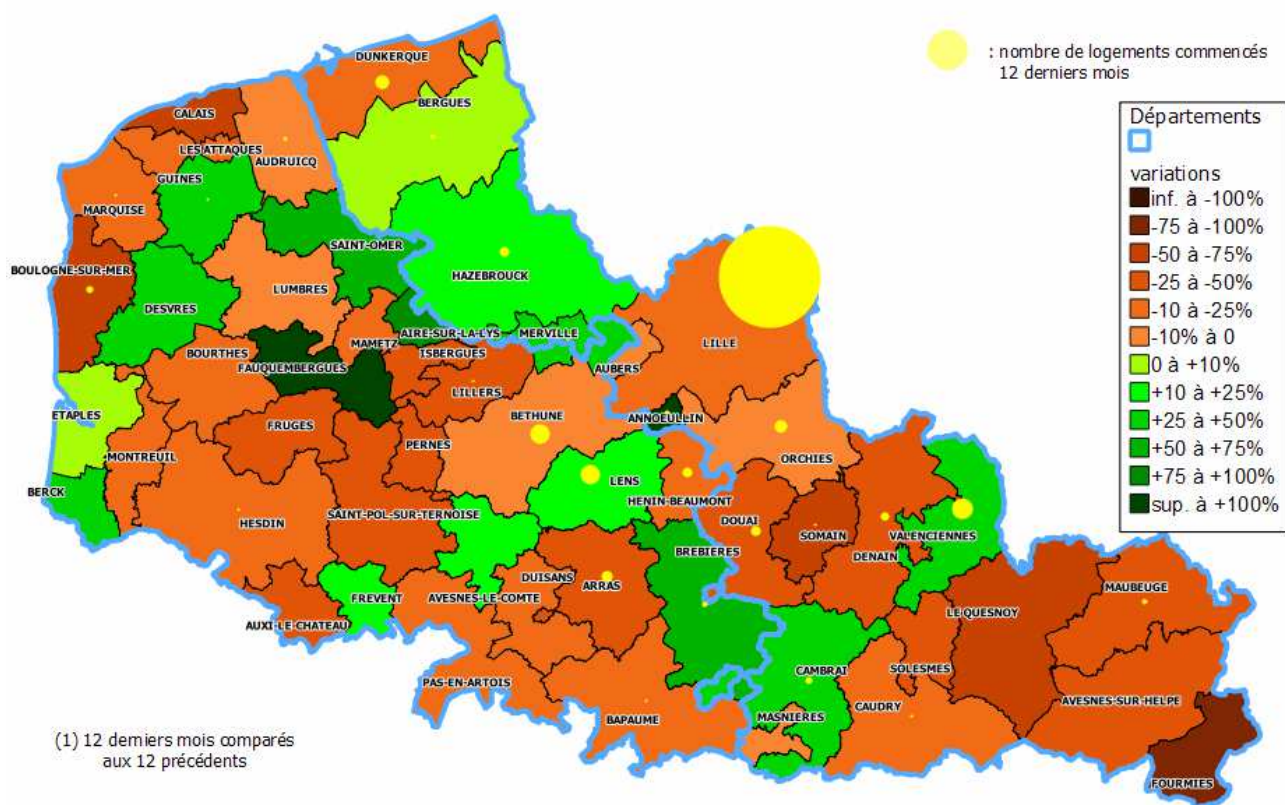 DUNKERQUE
: nombre de logements commencés
12 derniers mois
BERGUES
CALAIS
LES ATTAQUES
AUDRUICQ
GUINES
MARQUISE
SAINT-OMER
BOULOGNE-SUR-MER
HAZEBROUCK
LUMBRES
DESVRES
AIRE-SUR-LA-LYS
MERVILLE
MAMETZ
LILLE
BOURTHES
ISBERGUES
FAUQUEMBERGUES
AUBERS
LILLERS
ETAPLES
BETHUNE
ANNOEULLIN
FRUGES
PERNES
MONTREUIL
ORCHIES
LENS
BERCK
HENIN-BEAUMONT
HESDIN
SAINT-POL-SUR-TERNOISE
DOUAI
SOMAIN
VALENCIENNES
BREBIERES
DENAIN
DUISANS
ARRAS
MAUBEUGE
FREVENT
AVESNES-LE-COMTE
LE-QUESNOY
AUXI-LE-CHATEAU
CAMBRAI
SOLESMES
PAS-EN-ARTOIS
AVESNES-SUR-HELPE
CAUDRY
MASNIERES
BAPAUME
FOURMIES
(1) 12 derniers mois comparés
aux 12 précédents
Départements
variations
inf. à -100%
-75 à -100%
-50 à -75%
-25 à -50%
-10 à -25%
-10% à 0
0 à +10%
+10 à +25%
+25 à +50%
+50 à +75%
+75 à +100%
sup. à +100%